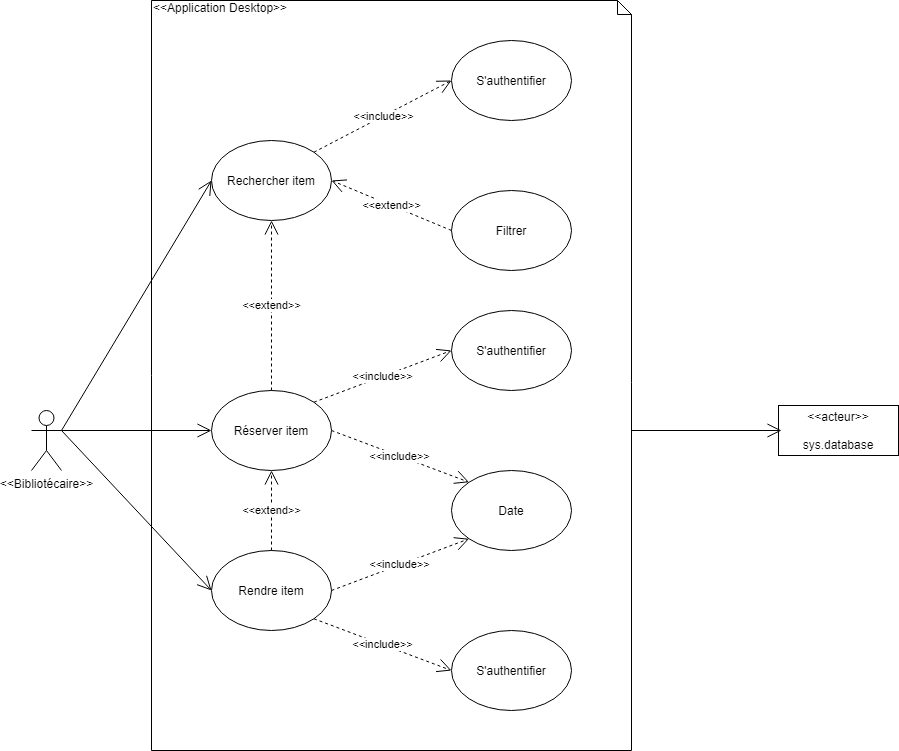 <<Application Desktop>>
S'authentifier
<<include>>
Rechercher item
<<extend>>
Filtrer
<<extend>>
S'authentifier
<<include>>
Réserver item
<<acteur>>
sys.database
<<include>>
<<Bibliotécaire>>
<<extend>>
Date
<<include>>
Rendre item
<<include>>
S'authentifier